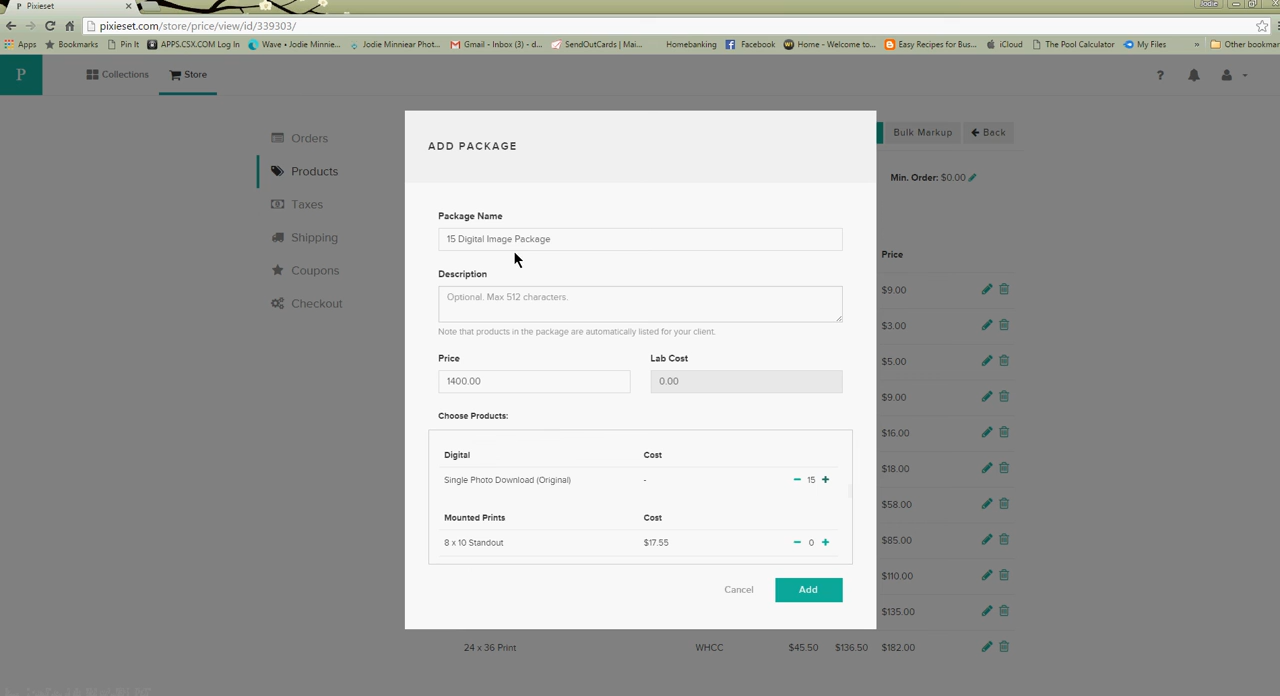 Pixieset
Jodie
pixieset.com/store/price/view/id/339303/
Apps Bookmarks Pin It APPS.CSX.COM Log In Wave • Jodie Minnie... Jodie Minniear Phot... Gmail - Inbox (3) - d... SendOutCards | Mai... Homebanking Facebook Home - Welcome to... Easy Recipes for Bus... iCloud The Pool Calculator My Files » Other bookmar
P Collections Store ?
Orders
Products
Taxes
Shipping
Coupons
Checkout
Bulk Markup Back
Min. Order: $0.00
Price
$9.00
$3.00
$5.00
$9.00
$16.00
$18.00
$58.00
$85.00
$110.00
$135.00
24 x 36 Print WHCC $45.50 $136.50 $182.00
ADD PACKAGE
Package Name
15 Digital Image Package
Description
Optional. Max 512 characters.
Note that products in the package are automatically listed for your client.
Price Lab Cost
1400.00 0.00
Choose Products:
Digital Cost
Single Photo Download (Original) - − 15 +
Mounted Prints Cost
8 x 10 Standout $17.55 − 0 +
Cancel Add